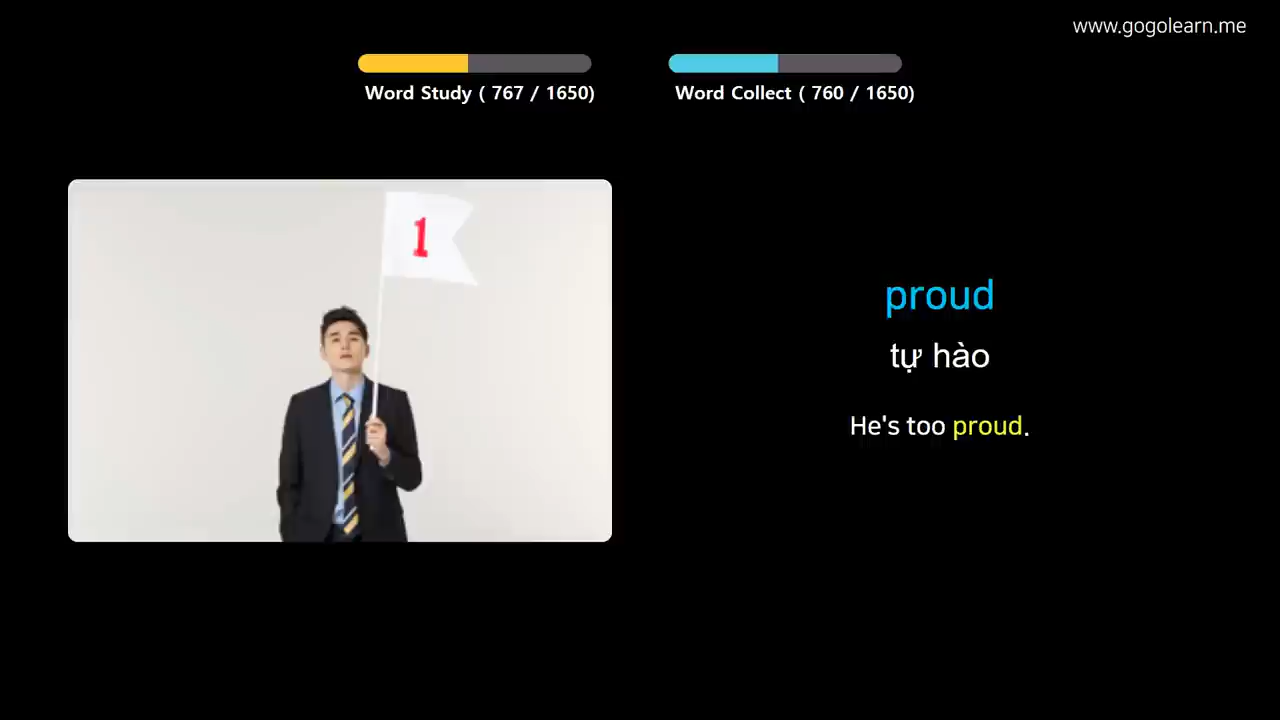 www.gogolearn.me
Word Study ( 767 / 1650)
Word Collect ( 760 / 1650)
1
proud
tự hào
He's too proud.